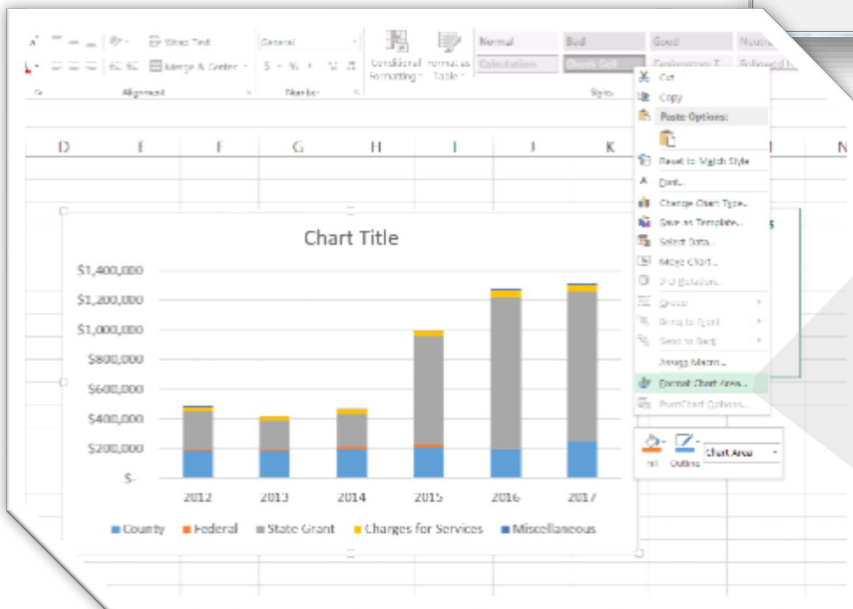 Wrap Text General Normal Bad Good
Merge & Center $ % Conditional Format as Calculation Check Cell Explanatory T
Formatting Table
Alignment Number Styles
D E F G H I J K N
Chart Title
$1,400,000
$1,200,000
$1,000,000
$800,000
$600,000
$400,000
$200,000
$-
2012 2013 2014 2015 2016 2017
County Federal State Grant Charges for Services Miscellaneous
Cut
Copy
Paste Options:
Reset to Match Style
Font...
Change Chart Type...
Save as Template...
Select Data...
Move Chart...
3-D Rotation...
Group
Bring to Front
Send to Back
Assign Macro...
Format Chart Area...
PivotChart Options...
Fill Outline Chart Area